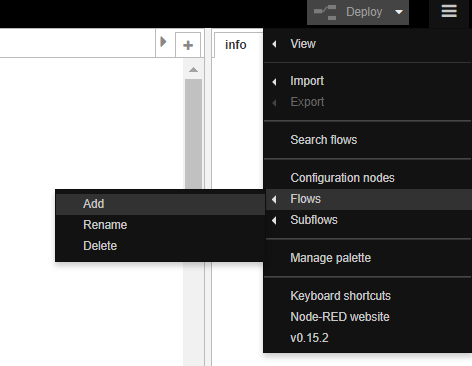 Deploy
+
info
View
Import
Export
Search flows
Configuration nodes
Flows
Subflows
Add
Rename
Delete
Manage palette
Keyboard shortcuts
Node-RED website
v0.15.2